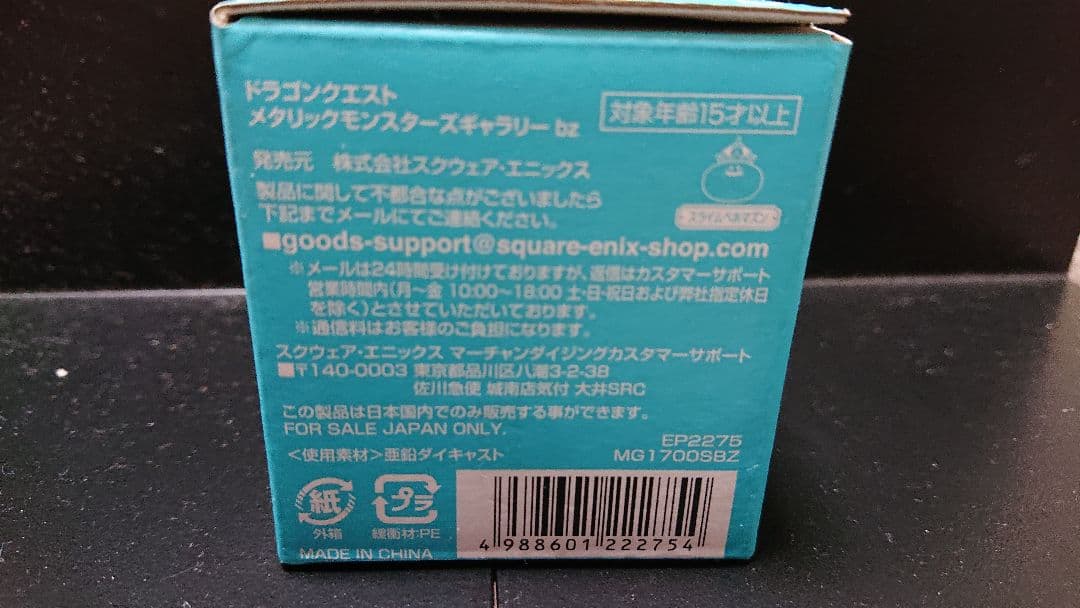 ドラゴンクエスト
メタリックモンスターズギャラリー bz
対象年齢15才以上
発売元 株式会社スクウェア・エニックス
製品に関して不都合な点がございましたら
下記までメールにてご連絡ください。
スライムベホマズン
■goods-support@square-enix-shop.com
※メールは24時間受け付けておりますが、返信はカスタマーサポート
営業時間内(月〜金 10:00〜18:00 土・日・祝日および弊社指定休日
を除く)とさせていただいております。
※通信料はお客様のご負担になります。
スクウェア・エニックス マーチャンダイジングカスタマーサポート
■〒140-0003 東京都品川区八潮3-2-38
佐川急便 城南店気付 大井SRC
この製品は日本国内でのみ販売する事ができます。
FOR SALE JAPAN ONLY.
EP2275
<使用素材>亜鉛ダイキャスト
MG1700SBZ
紙 プラ
外箱 緩衝材:PE
MADE IN CHINA
4 988601 222754